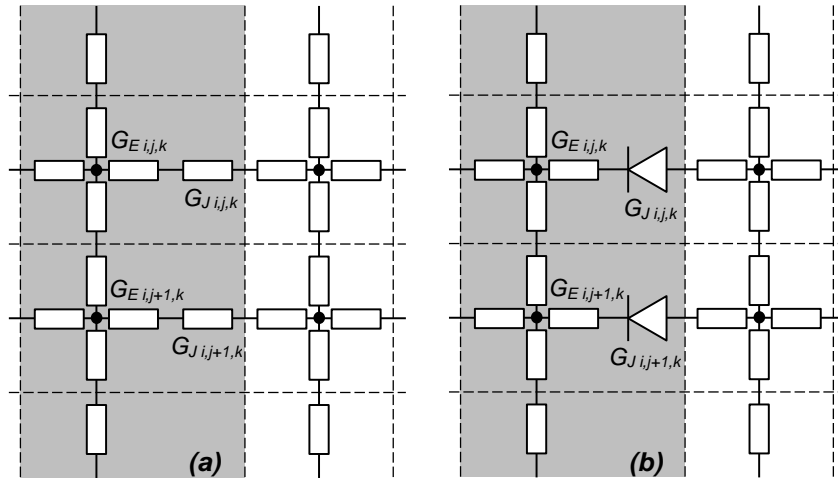 G_E i,j,k
G_J i,j,k
G_E i,j+1,k
G_J i,j+1,k
(a)
G_E i,j,k
G_J i,j,k
G_E i,j+1,k
G_J i,j+1,k
(b)